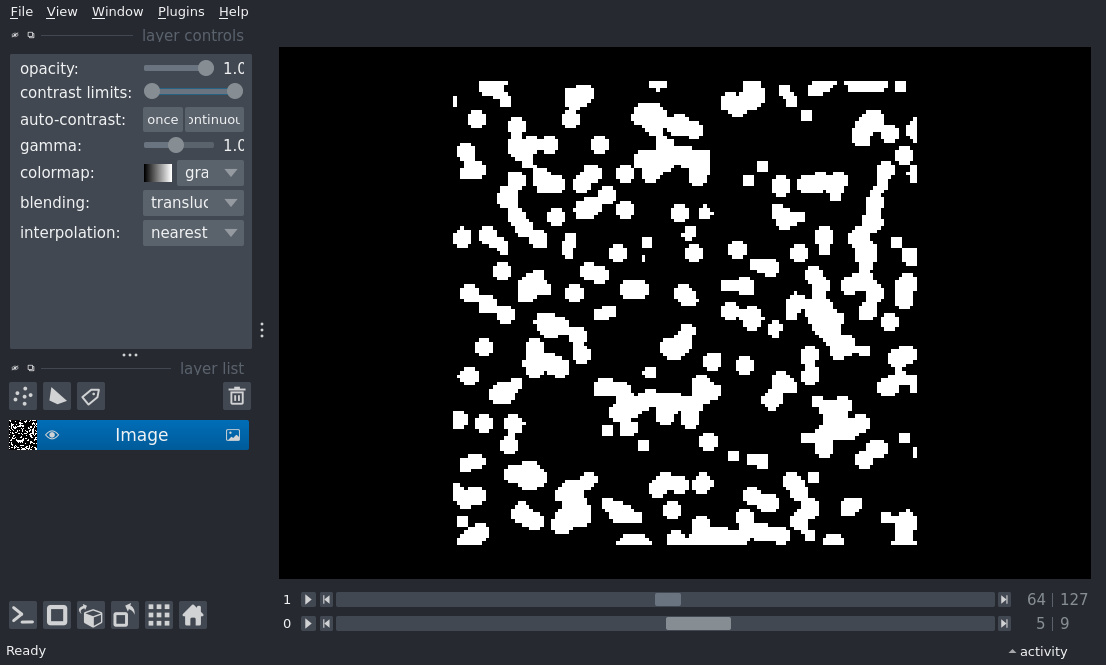 File View Window Plugins Help
layer controls
opacity: 1.0
contrast limits:
auto-contrast: once ontinuou
gamma: 1.0
colormap: gra
blending: transluc
interpolation: nearest
layer list
Image
1 64 | 127
0 5 | 9
Ready activity